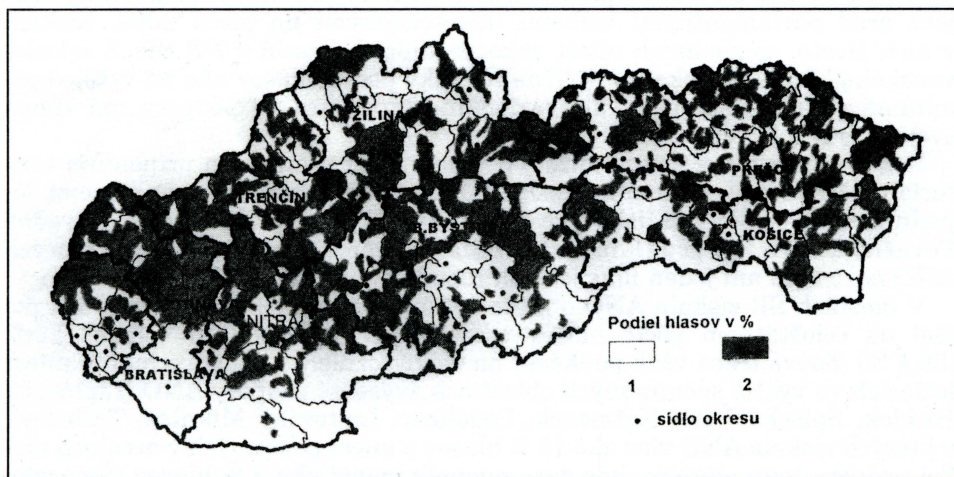 ŽILINA
TRENČÍN
PREŠOV
B.BYSTRICA
KOŠICE
NITRA
BRATISLAVA
Podiel hlasov v %
1 2
• sídlo okresu